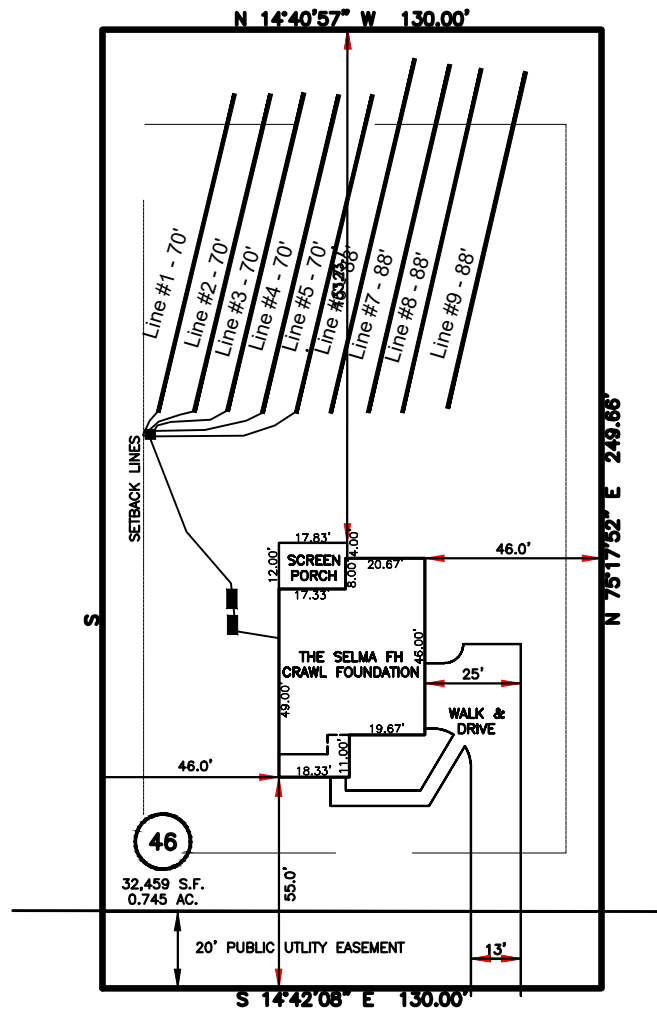 N 14°40'57" W 130.00'
Line #1 - 70'
Line #2 - 70'
Line #3 - 70'
Line #4 - 70'
Line #5 - 70'
Line #7 - 88'
Line #8 - 88'
Line #9 - 88'
SETBACK LINES
N 75°17'52" E 249.66'
S
17.83'
4.00'
12.00'
SCREEN
PORCH
8.00'
20.67'
46.0'
17.33'
THE SELMA FH
CRAWL FOUNDATION
46.00'
49.00'
25'
WALK &
DRIVE
19.67'
11.00'
18.33'
46.0'
46
32,459 S.F.
0.745 AC.
55.0'
20' PUBLIC UTLITY EASEMENT
13'
S 14°42'08" E 130.00'